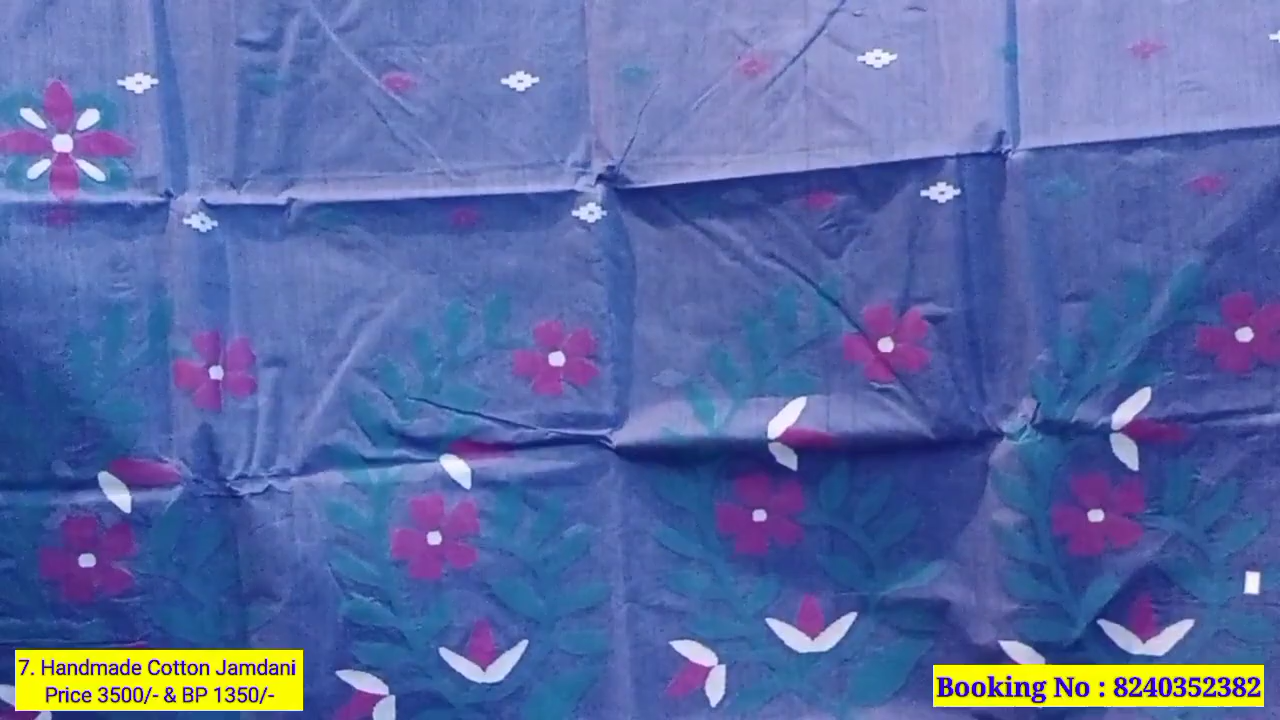 7. Handmade Cotton Jamdani
Price 3500/- & BP 1350/-
Booking No : 8240352382